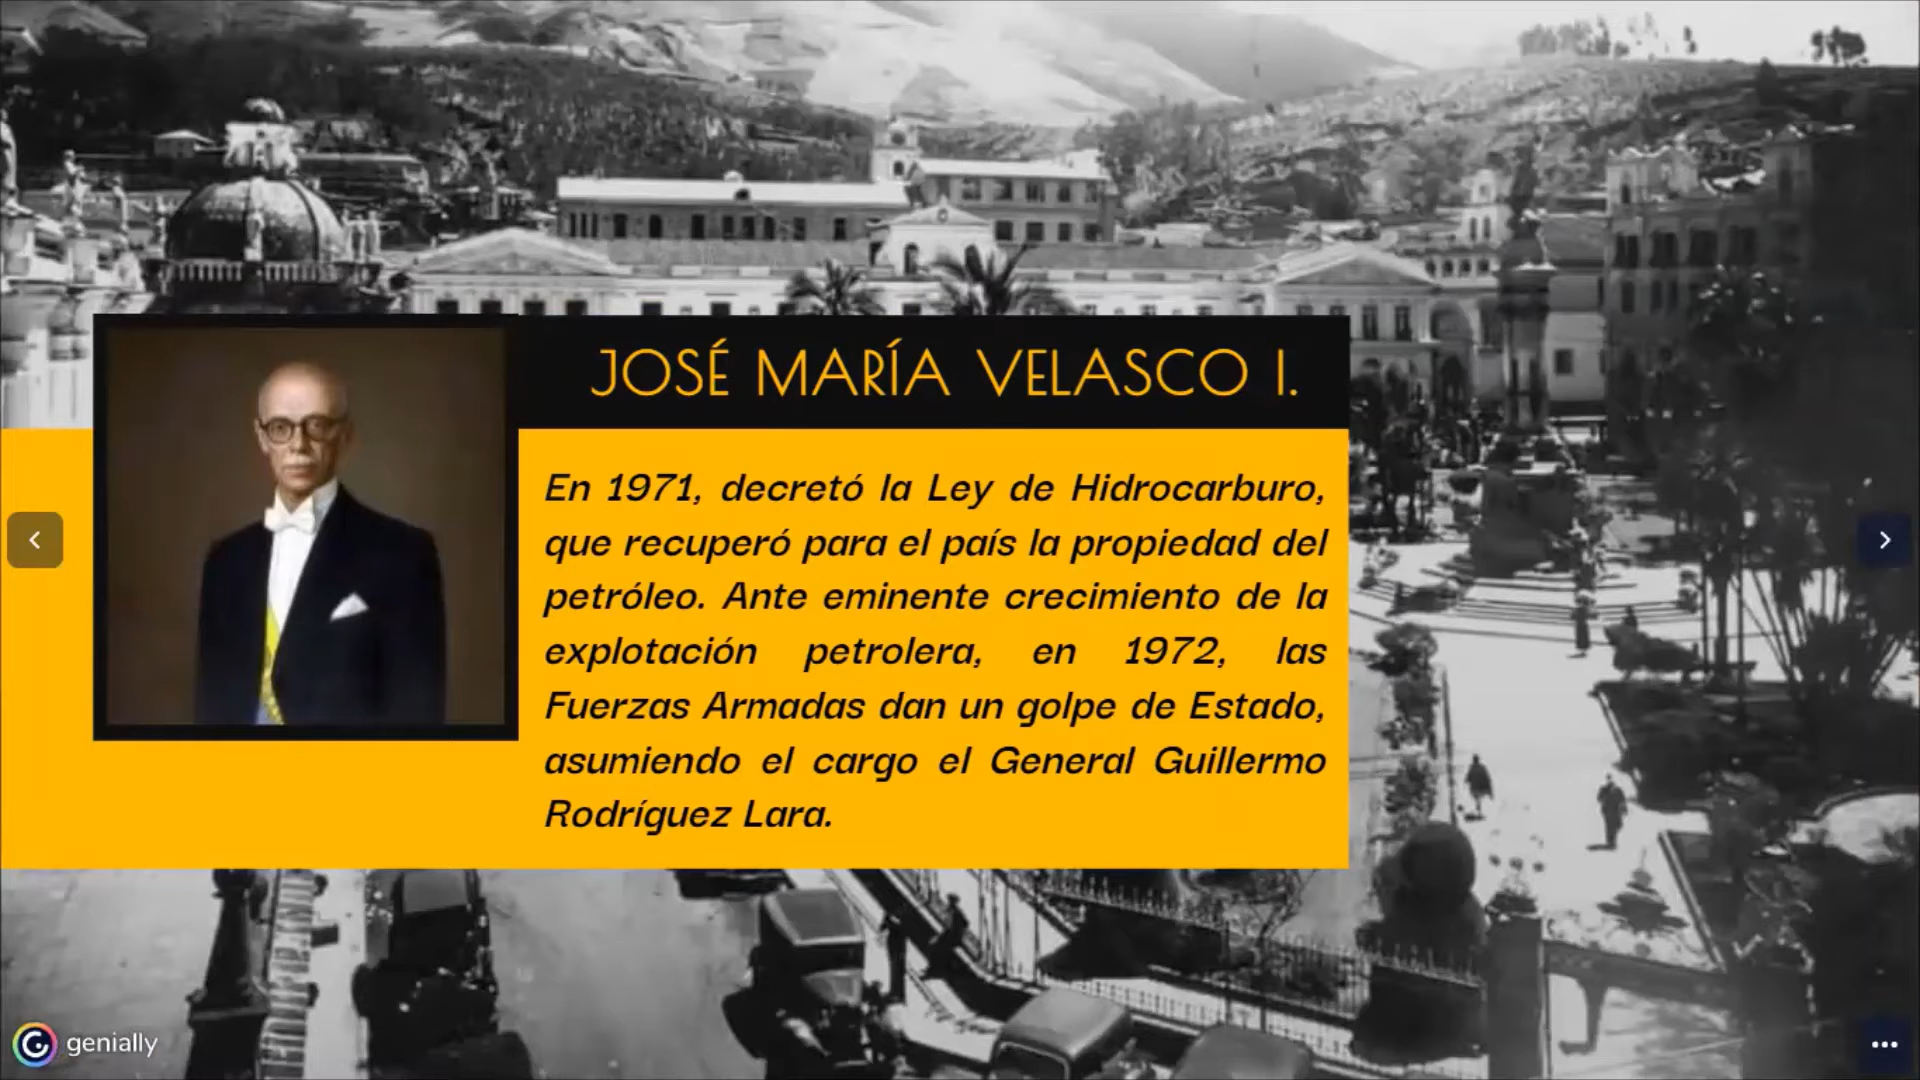 JOSÉ MARÍA VELASCO I.
En 1971, decretó la Ley de Hidrocarburo,
que recuperó para el país la propiedad del
petróleo. Ante eminente crecimiento de la
explotación petrolera, en 1972, las
Fuerzas Armadas dan un golpe de Estado,
asumiendo el cargo el General Guillermo
Rodríguez Lara.
genially